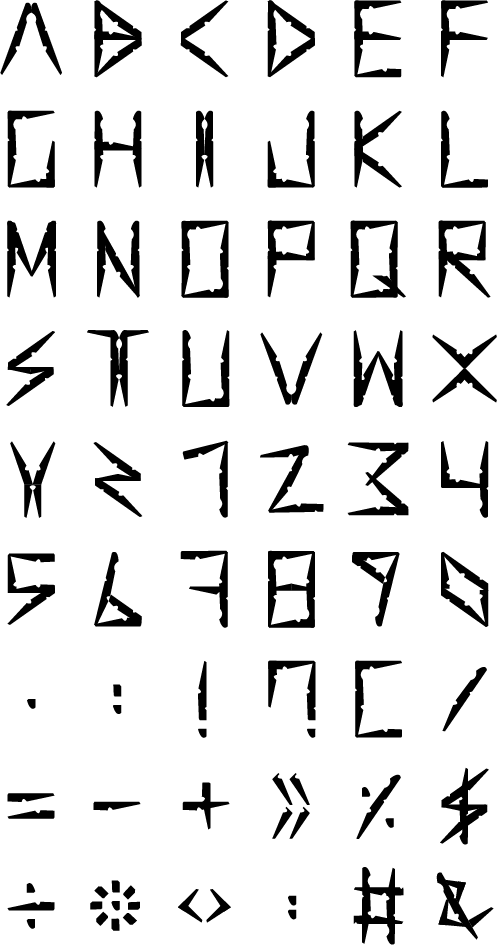 A B C D E F
G H I J K L
M N O P Q R
S T U V W X
Y Z 1 2 3 4
5 6 7 8 9 0
. : ! ? [ /
= - + » % $
÷ < > : # &